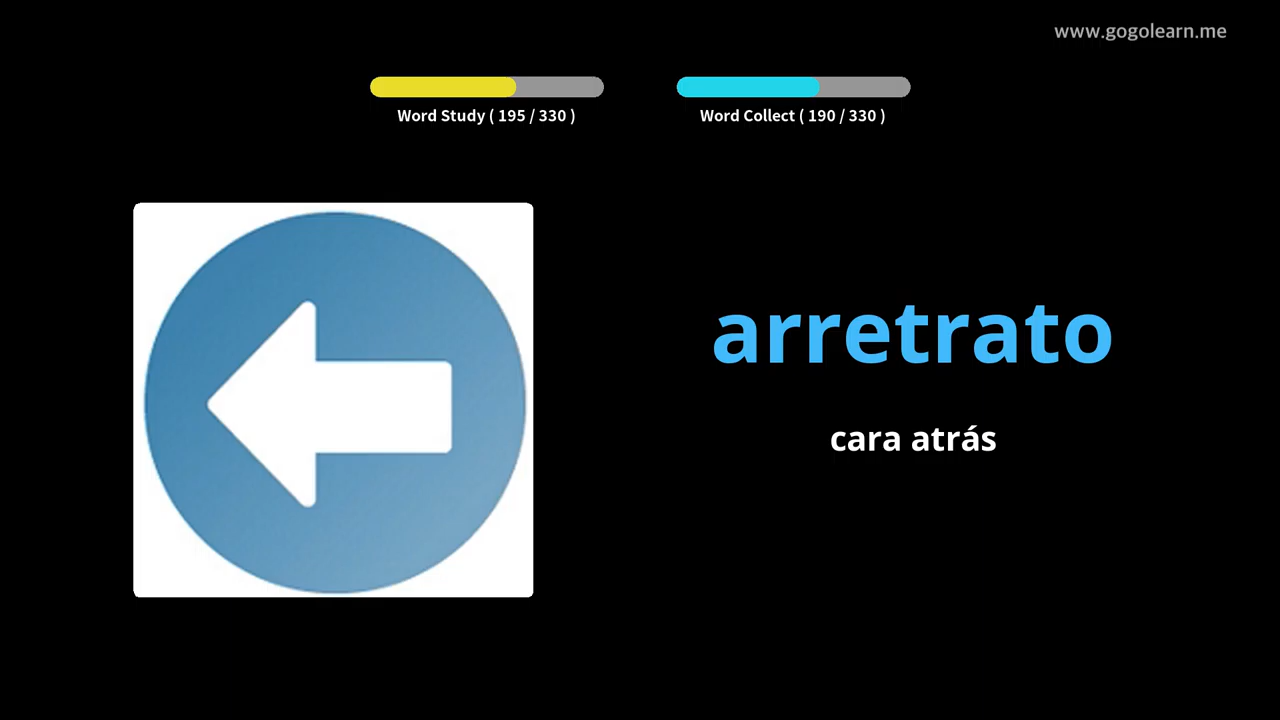 www.gogolearn.me
Word Study ( 195 / 330 )
Word Collect ( 190 / 330 )
arretrato
cara atrás